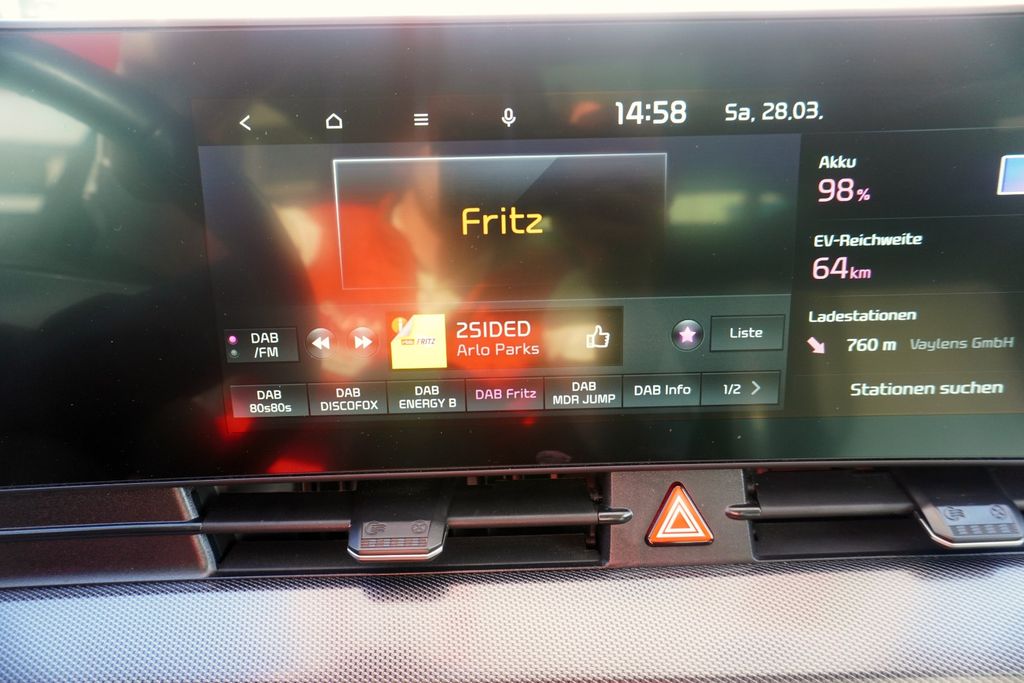 14:58 Sa, 28.03.
Fritz
Akku
98%
EV-Reichweite
64km
Ladestationen
760 m Vaylens GmbH
Stationen suchen
DAB
/FM
FRITZ
2SIDED
Arlo Parks
Liste
DAB
80s80s
DAB
DISCOFOX
DAB
ENERGY B
DAB Fritz
DAB
MDR JUMP
DAB Info
1/2